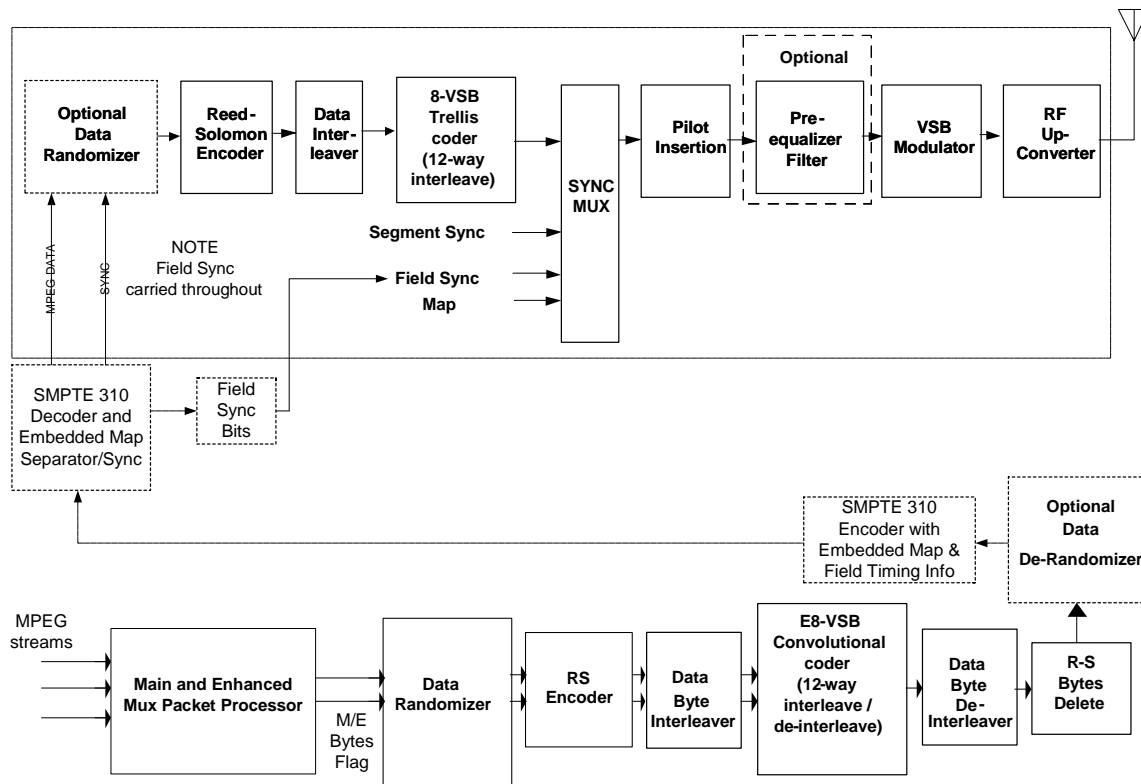 Optional
Optional
Data
Randomizer
Reed-
Solomon
Encoder
Data
Inter-
leaver
8-VSB
Trellis
coder
(12-way
interleave)
SYNC
MUX
Pilot
Insertion
Pre-
equalizer
Filter
VSB
Modulator
RF
Up-
Converter
Segment Sync
Field Sync
Map
MPEG DATA
SYNC
NOTE
Field Sync
carried throughout
SMPTE 310
Decoder and
Embedded Map
Separator/Sync
Field
Sync
Bits
SMPTE 310
Encoder with
Embedded Map &
Field Timing Info
Optional
Data
De-Randomizer
MPEG
streams
Main and Enhanced
Mux Packet Processor
M/E
Bytes
Flag
Data
Randomizer
RS
Encoder
Data
Byte
Interleaver
E8-VSB
Convolutional
coder
(12-way
interleave /
de-interleave)
Data
Byte
De-
Interleaver
R-S
Bytes
Delete